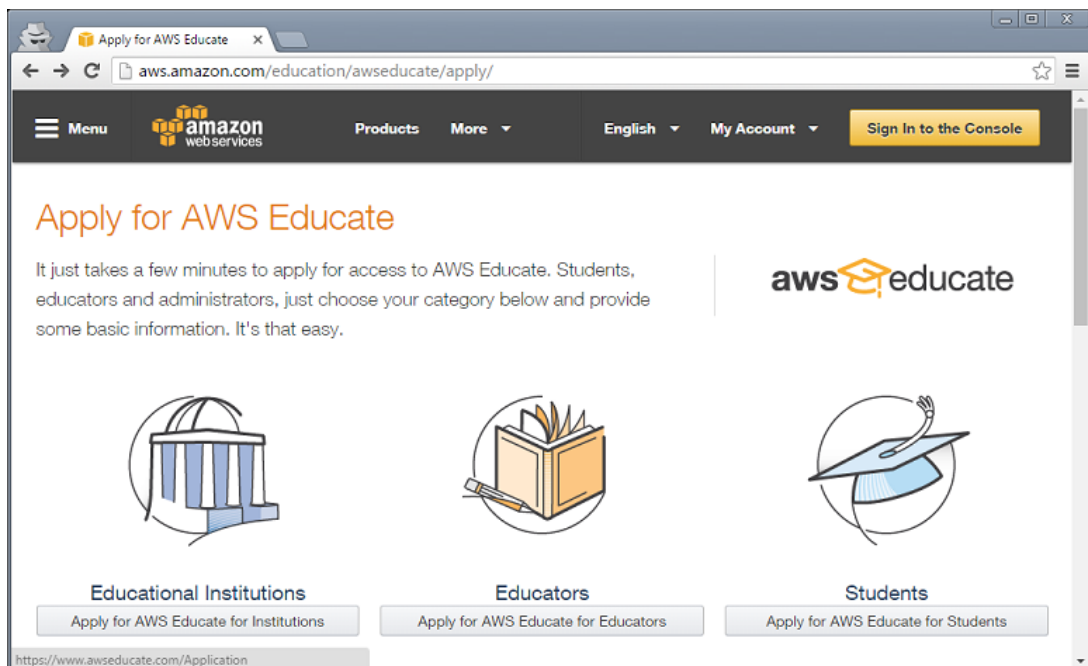 Apply for AWS Educate
aws.amazon.com/education/awseducate/apply/
Menu
amazon
webservices
Products
More
English
My Account
Sign In to the Console
Apply for AWS Educate
It just takes a few minutes to apply for access to AWS Educate. Students,
educators and administrators, just choose your category below and provide
some basic information. It's that easy.
aws educate
Educational Institutions
Educators
Students
Apply for AWS Educate for Institutions
Apply for AWS Educate for Educators
Apply for AWS Educate for Students
https://www.awseducate.com/Application